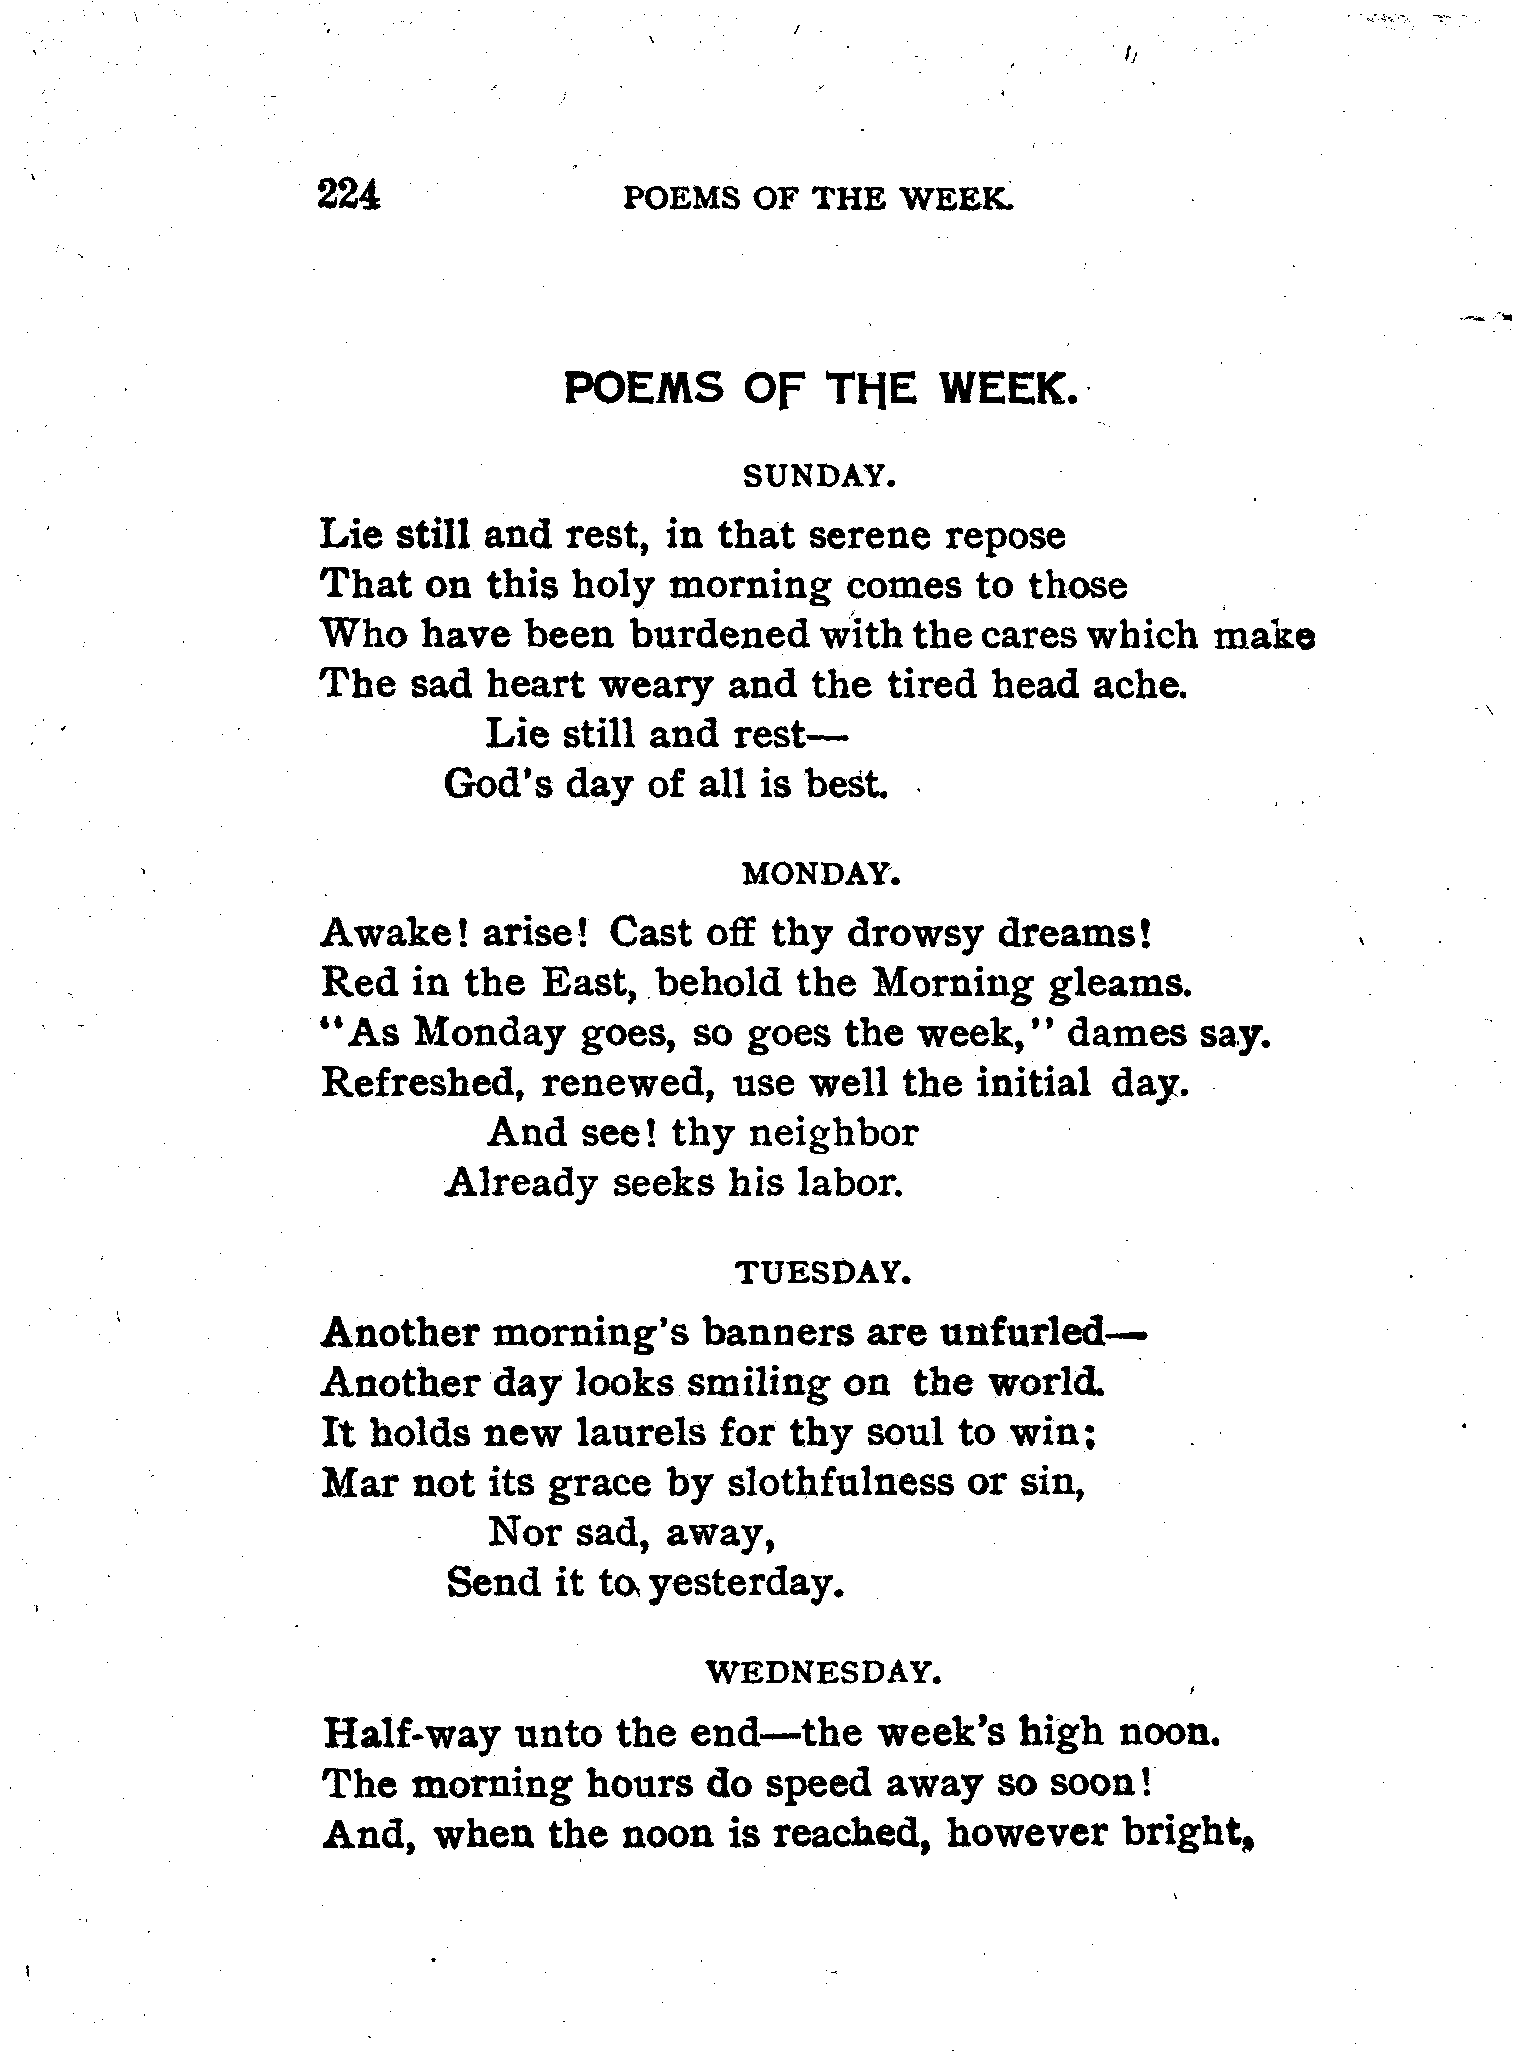 224 POEMS OF THE WEEK.
POEMS OF THE WEEK.
SUNDAY.
Lie still and rest, in that serene repose
That on this holy morning comes to those
Who have been burdened with the cares which make
The sad heart weary and the tired head ache.
Lie still and rest—
God's day of all is best.
MONDAY.
Awake! arise! Cast off thy drowsy dreams!
Red in the East, behold the Morning gleams.
"As Monday goes, so goes the week," dames say.
Refreshed, renewed, use well the initial day.
And see! thy neighbor
Already seeks his labor.
TUESDAY.
Another morning's banners are unfurled—
Another day looks smiling on the world.
It holds new laurels for thy soul to win;
Mar not its grace by slothfulness or sin,
Nor sad, away,
Send it to yesterday.
WEDNESDAY.
Half-way unto the end—the week's high noon.
The morning hours do speed away so soon!
And, when the noon is reached, however bright,